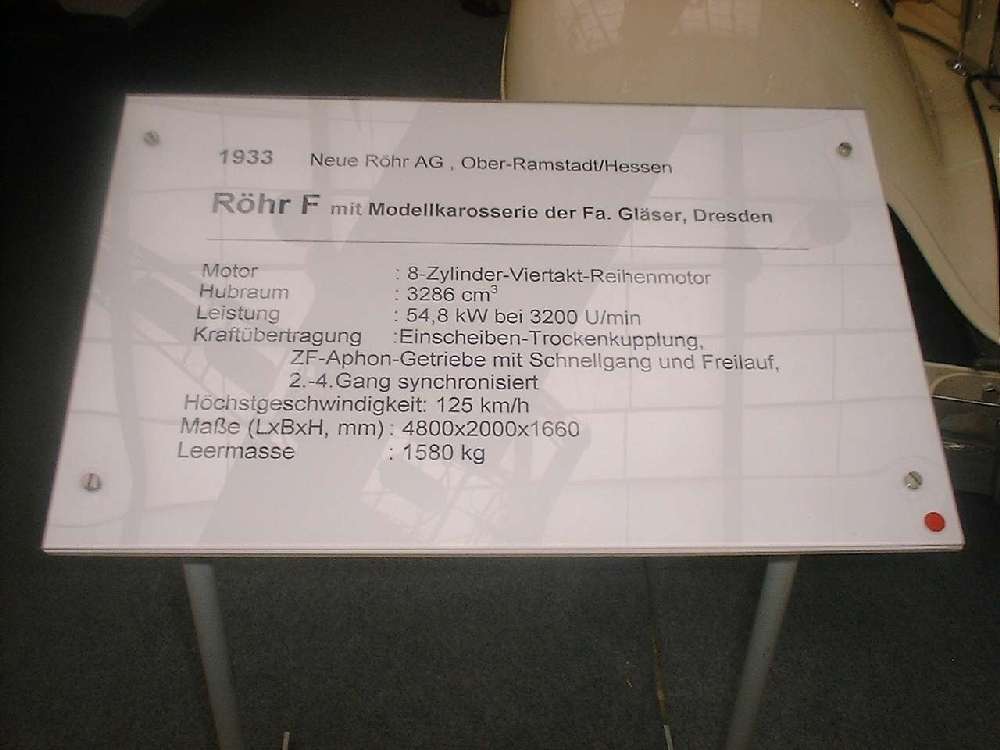 1933 Neue Röhr AG , Ober-Ramstadt/Hessen
Röhr F mit Modellkarosserie der Fa. Gläser, Dresden
Motor : 8-Zylinder-Viertakt-Reihenmotor
Hubraum : 3286 cm³
Leistung : 54,8 kW bei 3200 U/min
Kraftübertragung :Einscheiben-Trockenkupplung,
ZF-Aphon-Getriebe mit Schnellgang und Freilauf,
2.-4.Gang synchronisiert
Höchstgeschwindigkeit: 125 km/h
Maße (LxBxH, mm) : 4800x2000x1660
Leermasse : 1580 kg